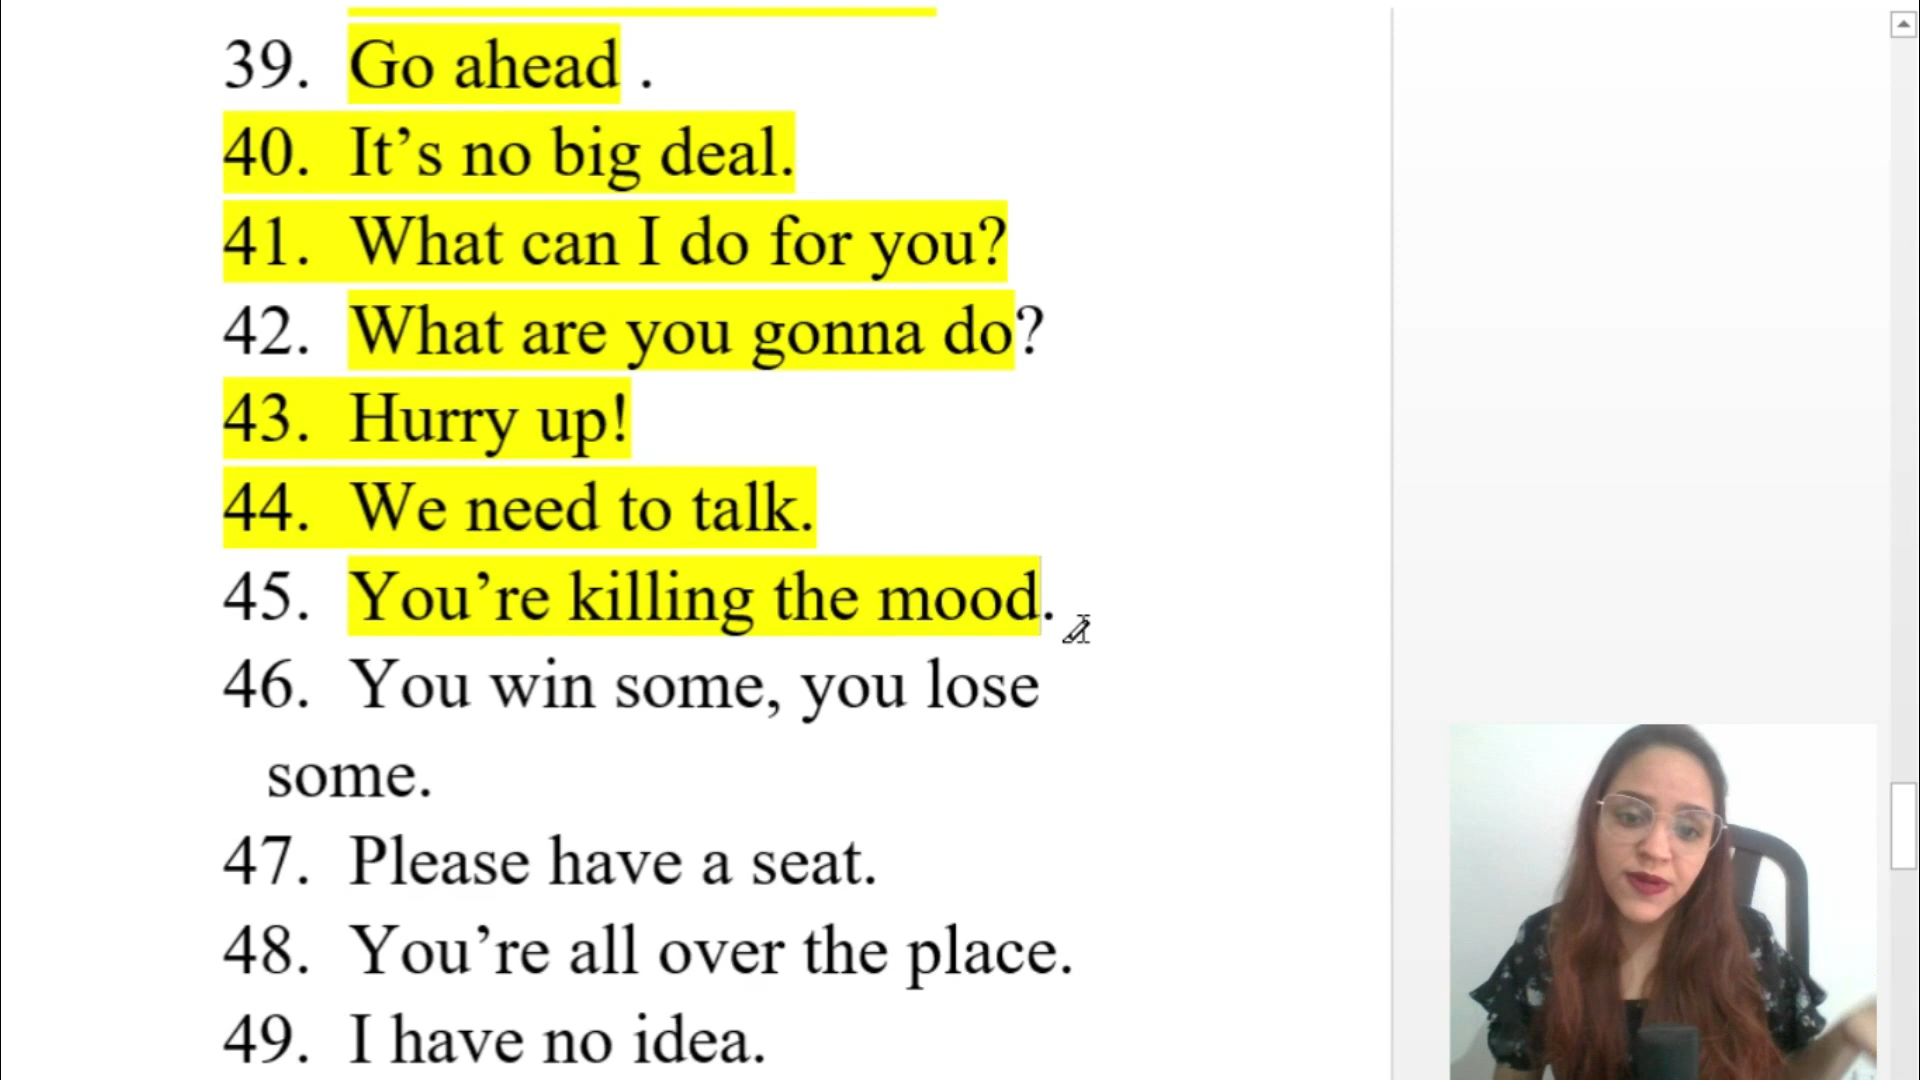 39. Go ahead .
40. It’s no big deal.
41. What can I do for you?
42. What are you gonna do?
43. Hurry up!
44. We need to talk.
45. You’re killing the mood.
46. You win some, you lose
some.
47. Please have a seat.
48. You’re all over the place.
49. I have no idea.